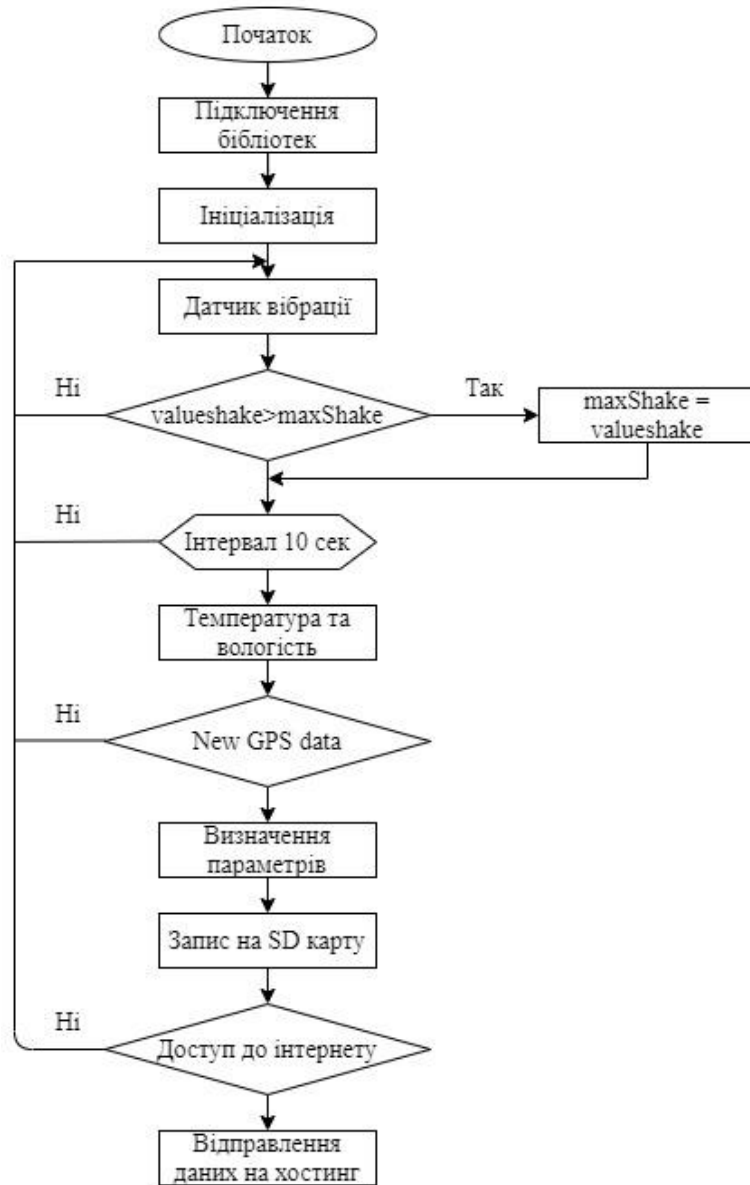 Початок
Підключення
бібліотек
Ініціалізація
Датчик вібрації
Ні
valueshake>maxShake
Так
maxShake =
valueshake
Ні
Інтервал 10 сек
Температура та
вологість
Ні
New GPS data
Визначення
параметрів
Запис на SD карту
Ні
Доступ до інтернету
Відправлення
даних на хостинг